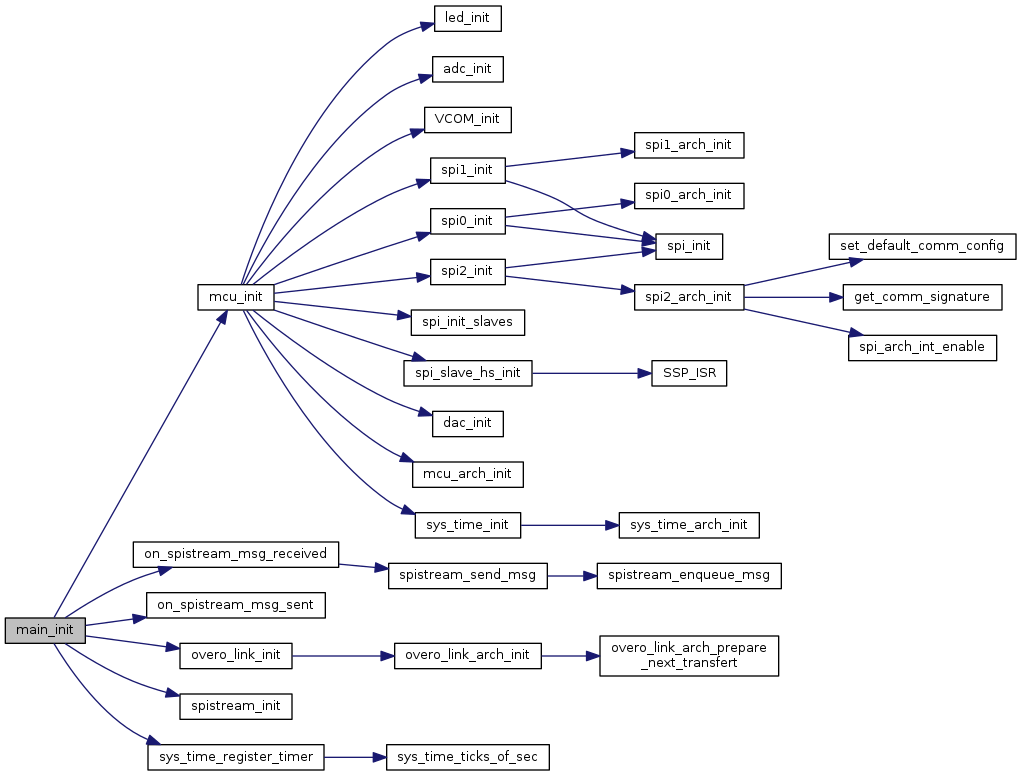 led_init
adc_init
VCOM_init
spi1_arch_init
spi1_init
spi0_arch_init
spi0_init
spi_init
set_default_comm_config
spi2_init
mcu_init
spi2_arch_init
get_comm_signature
spi_init_slaves
spi_arch_int_enable
spi_slave_hs_init
SSP_ISR
dac_init
mcu_arch_init
sys_time_init
sys_time_arch_init
on_spistream_msg_received
spistream_send_msg
spistream_enqueue_msg
on_spistream_msg_sent
main_init
overo_link_init
overo_link_arch_init
overo_link_arch_prepare
_next_transfert
spistream_init
sys_time_register_timer
sys_time_ticks_of_sec